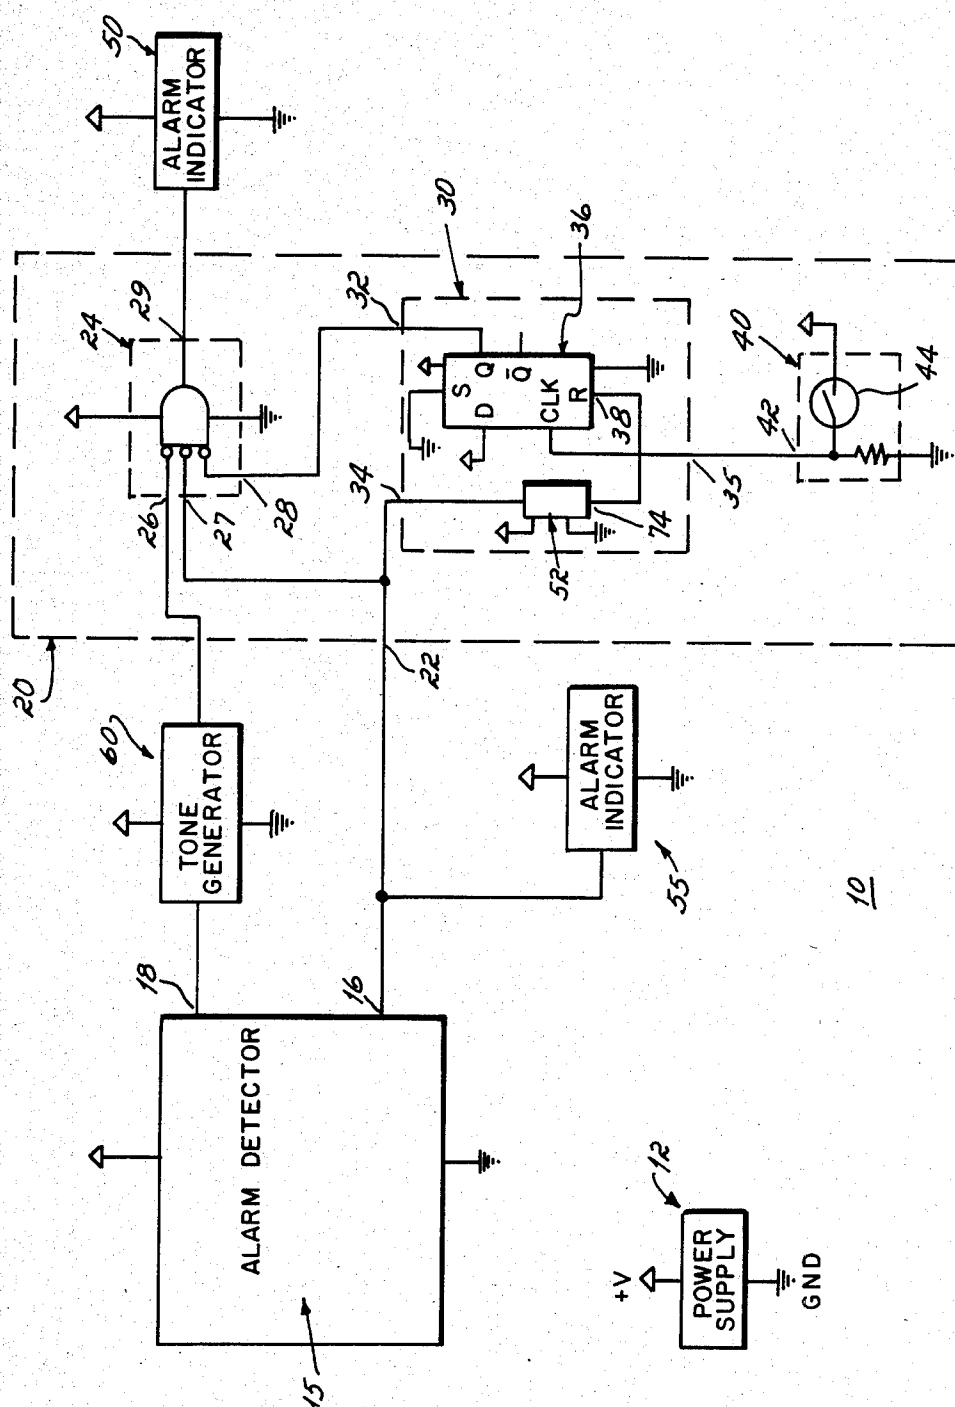 50
ALARM
INDICATOR
29
24
26
27
28
32
30
36
S
D
Q
Q̅
CLK
R
38
34
35
74
52
40
42
44
20
22
60
TONE
GENERATOR
ALARM
INDICATOR
55
10
18
16
ALARM DETECTOR
15
12
+V
POWER
SUPPLY
GND